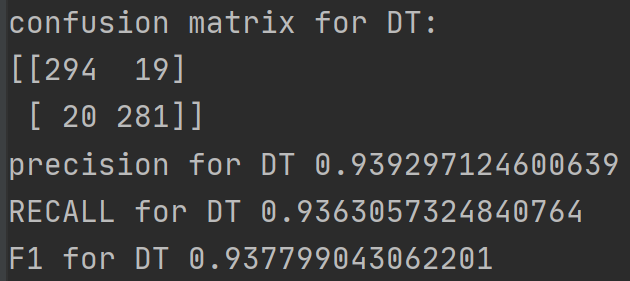 confusion matrix for DT:
[[294  19]
 [ 20 281]]
precision for DT 0.939297124600639
RECALL for DT 0.9363057324840764
F1 for DT 0.937799043062201